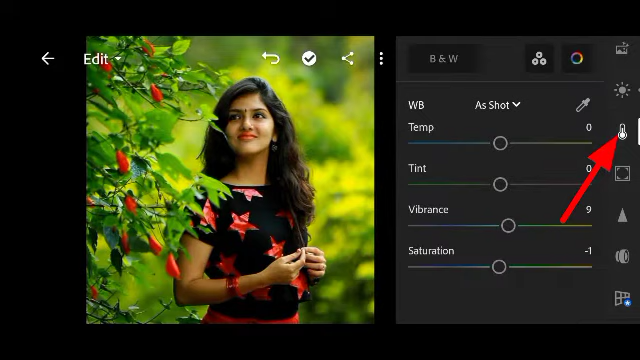 Edit
B & W
WB As Shot
Temp 0
Tint 0
Vibrance 9
Saturation -1